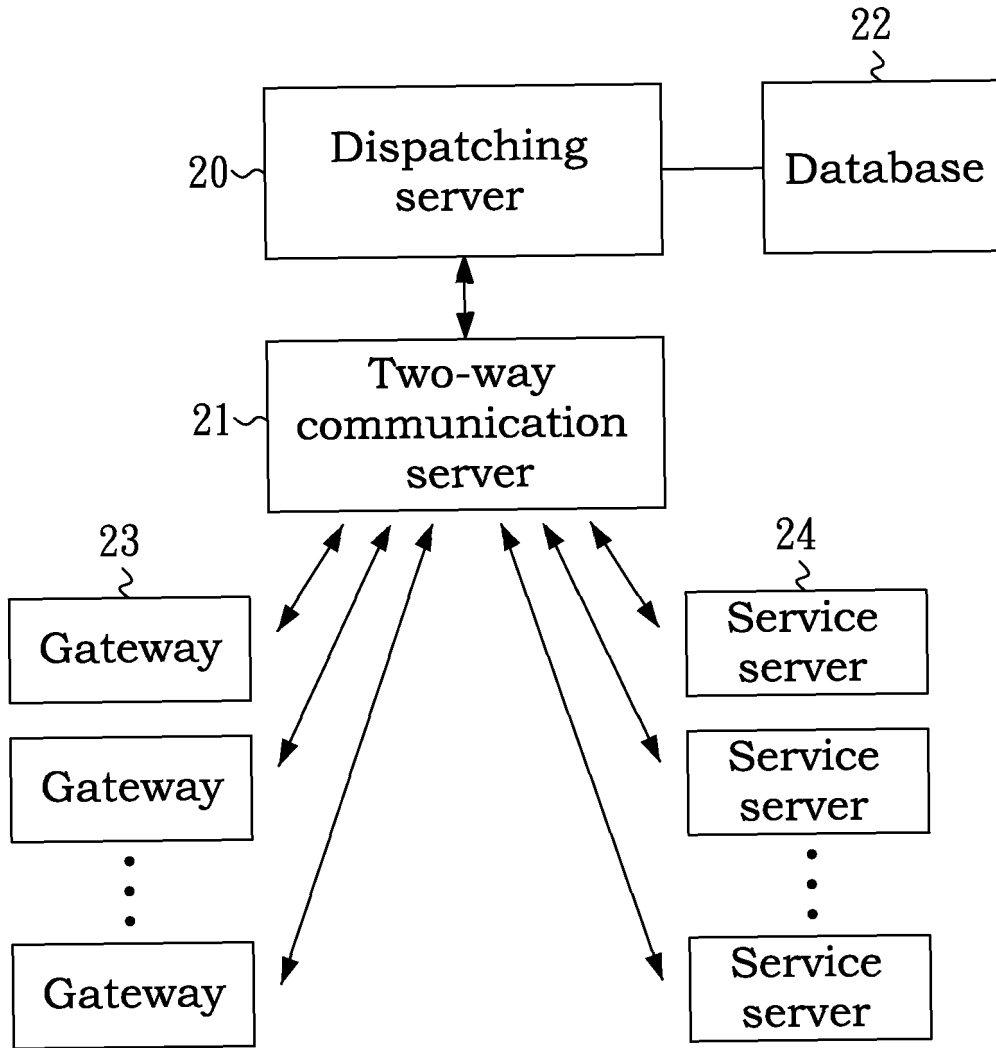 22
Dispatching
server
20
Database
Two-way
communication
server
21
23
Gateway
Gateway
Gateway
24
Service
server
Service
server
Service
server